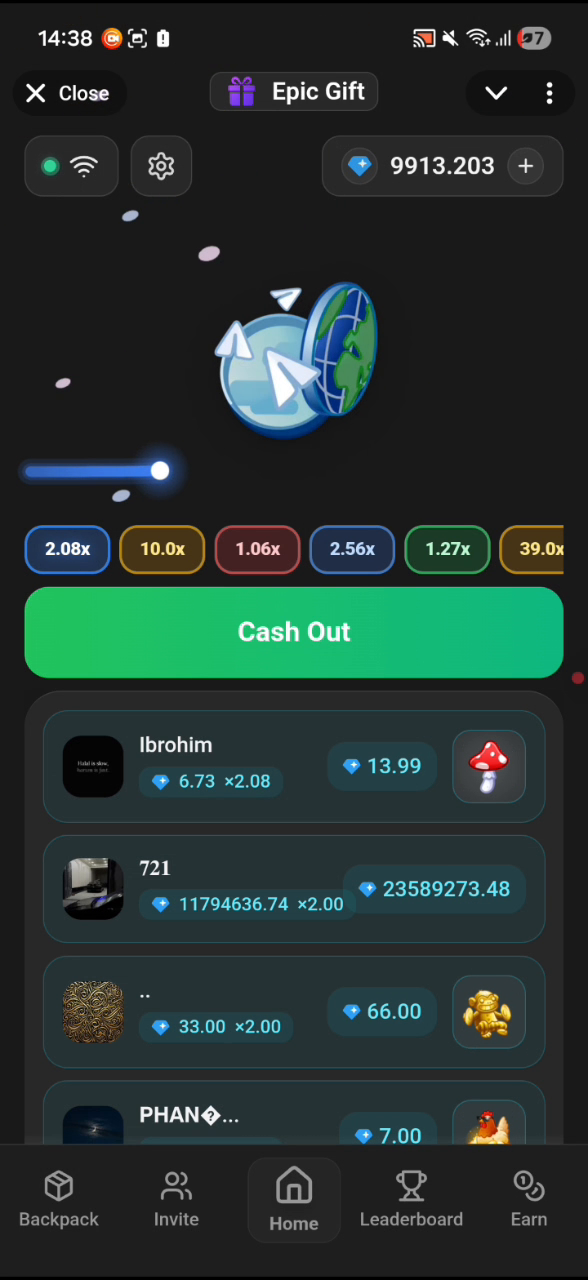 14:38
7
Close
Epic Gift
9913.203
2.08x
10.0x
1.06x
2.56x
1.27x
39.0x
Cash Out
Ibrohim
6.73 ×2.08
13.99
721
11794636.74 ×2.00
23589273.48
..
33.00 ×2.00
66.00
PHAN�...
7.00
Backpack
Invite
Home
Leaderboard
Earn